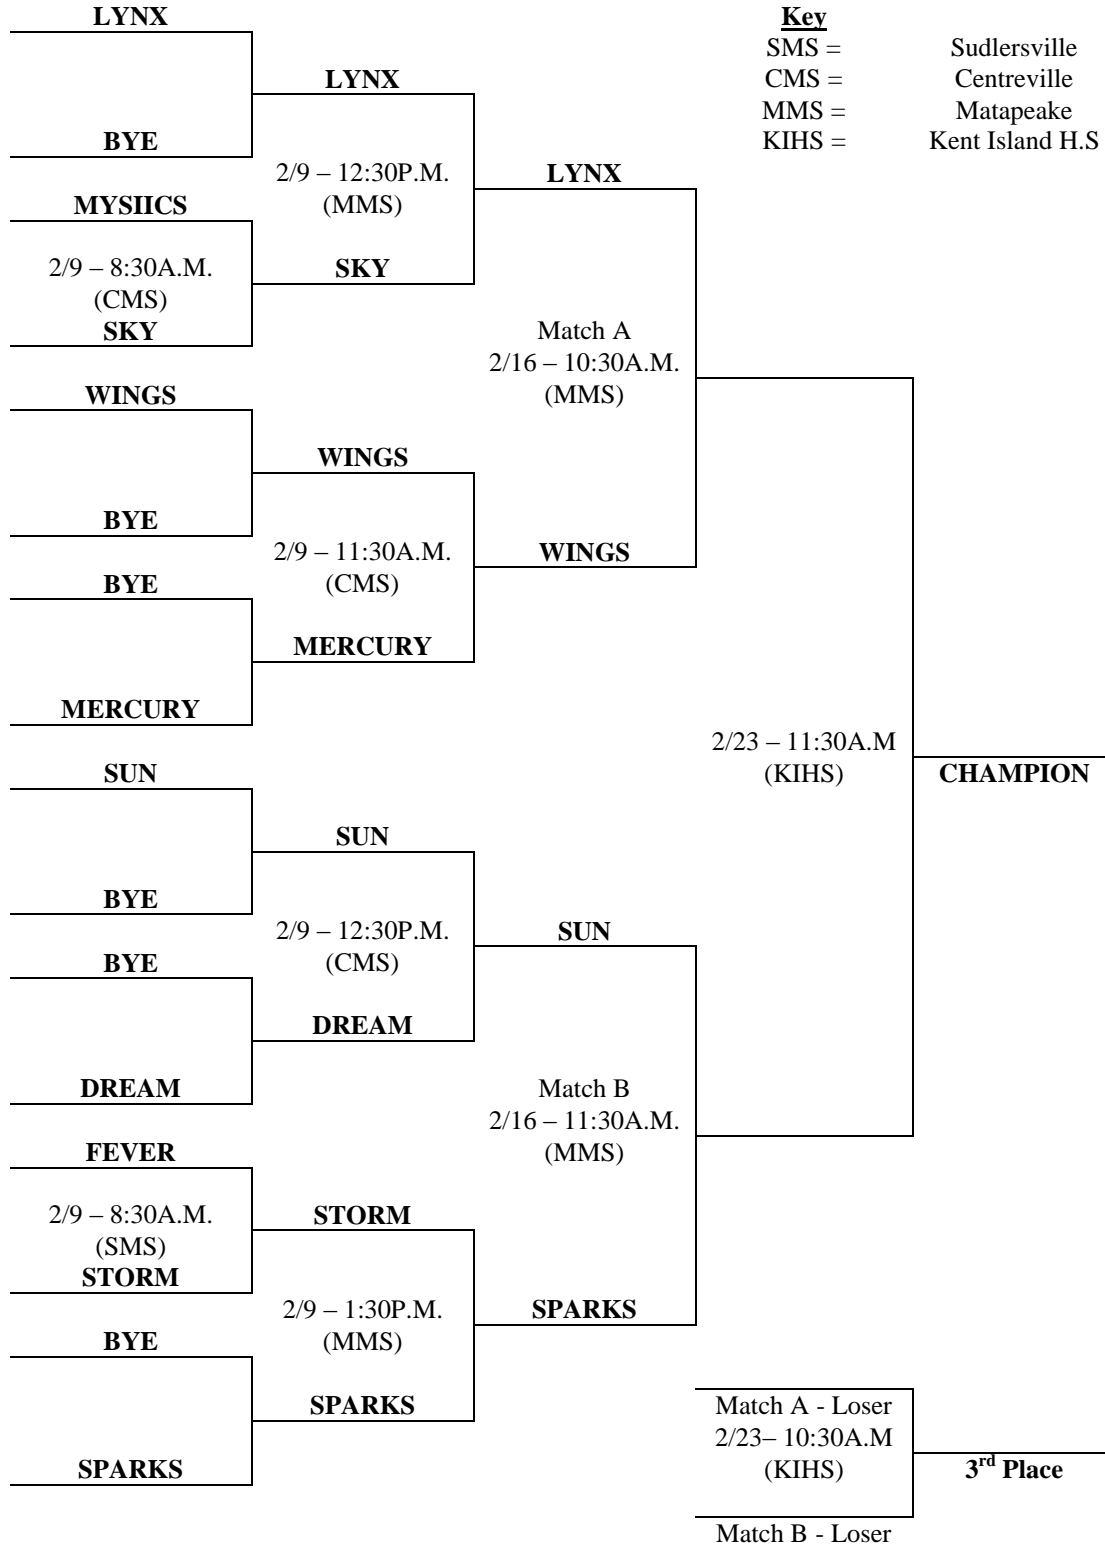 LYNX
BYE
MYSIICS
2/9 – 8:30A.M.
(CMS)
SKY
WINGS
BYE
BYE
MERCURY
SUN
BYE
BYE
DREAM
FEVER
2/9 – 8:30A.M.
(SMS)
STORM
BYE
SPARKS
LYNX
2/9 – 12:30P.M.
(MMS)
SKY
WINGS
2/9 – 11:30A.M.
(CMS)
MERCURY
SUN
2/9 – 12:30P.M.
(CMS)
DREAM
STORM
2/9 – 1:30P.M.
(MMS)
SPARKS
LYNX
Match A
2/16 – 10:30A.M.
(MMS)
WINGS
SUN
Match B
2/16 – 11:30A.M.
(MMS)
SPARKS
Key
SMS = Sudlersville
CMS = Centreville
MMS = Matapeake
KIHS = Kent Island H.S
2/23 – 11:30A.M
(KIHS)
CHAMPION
Match A - Loser
2/23– 10:30A.M
(KIHS)
3rd Place
Match B - Loser